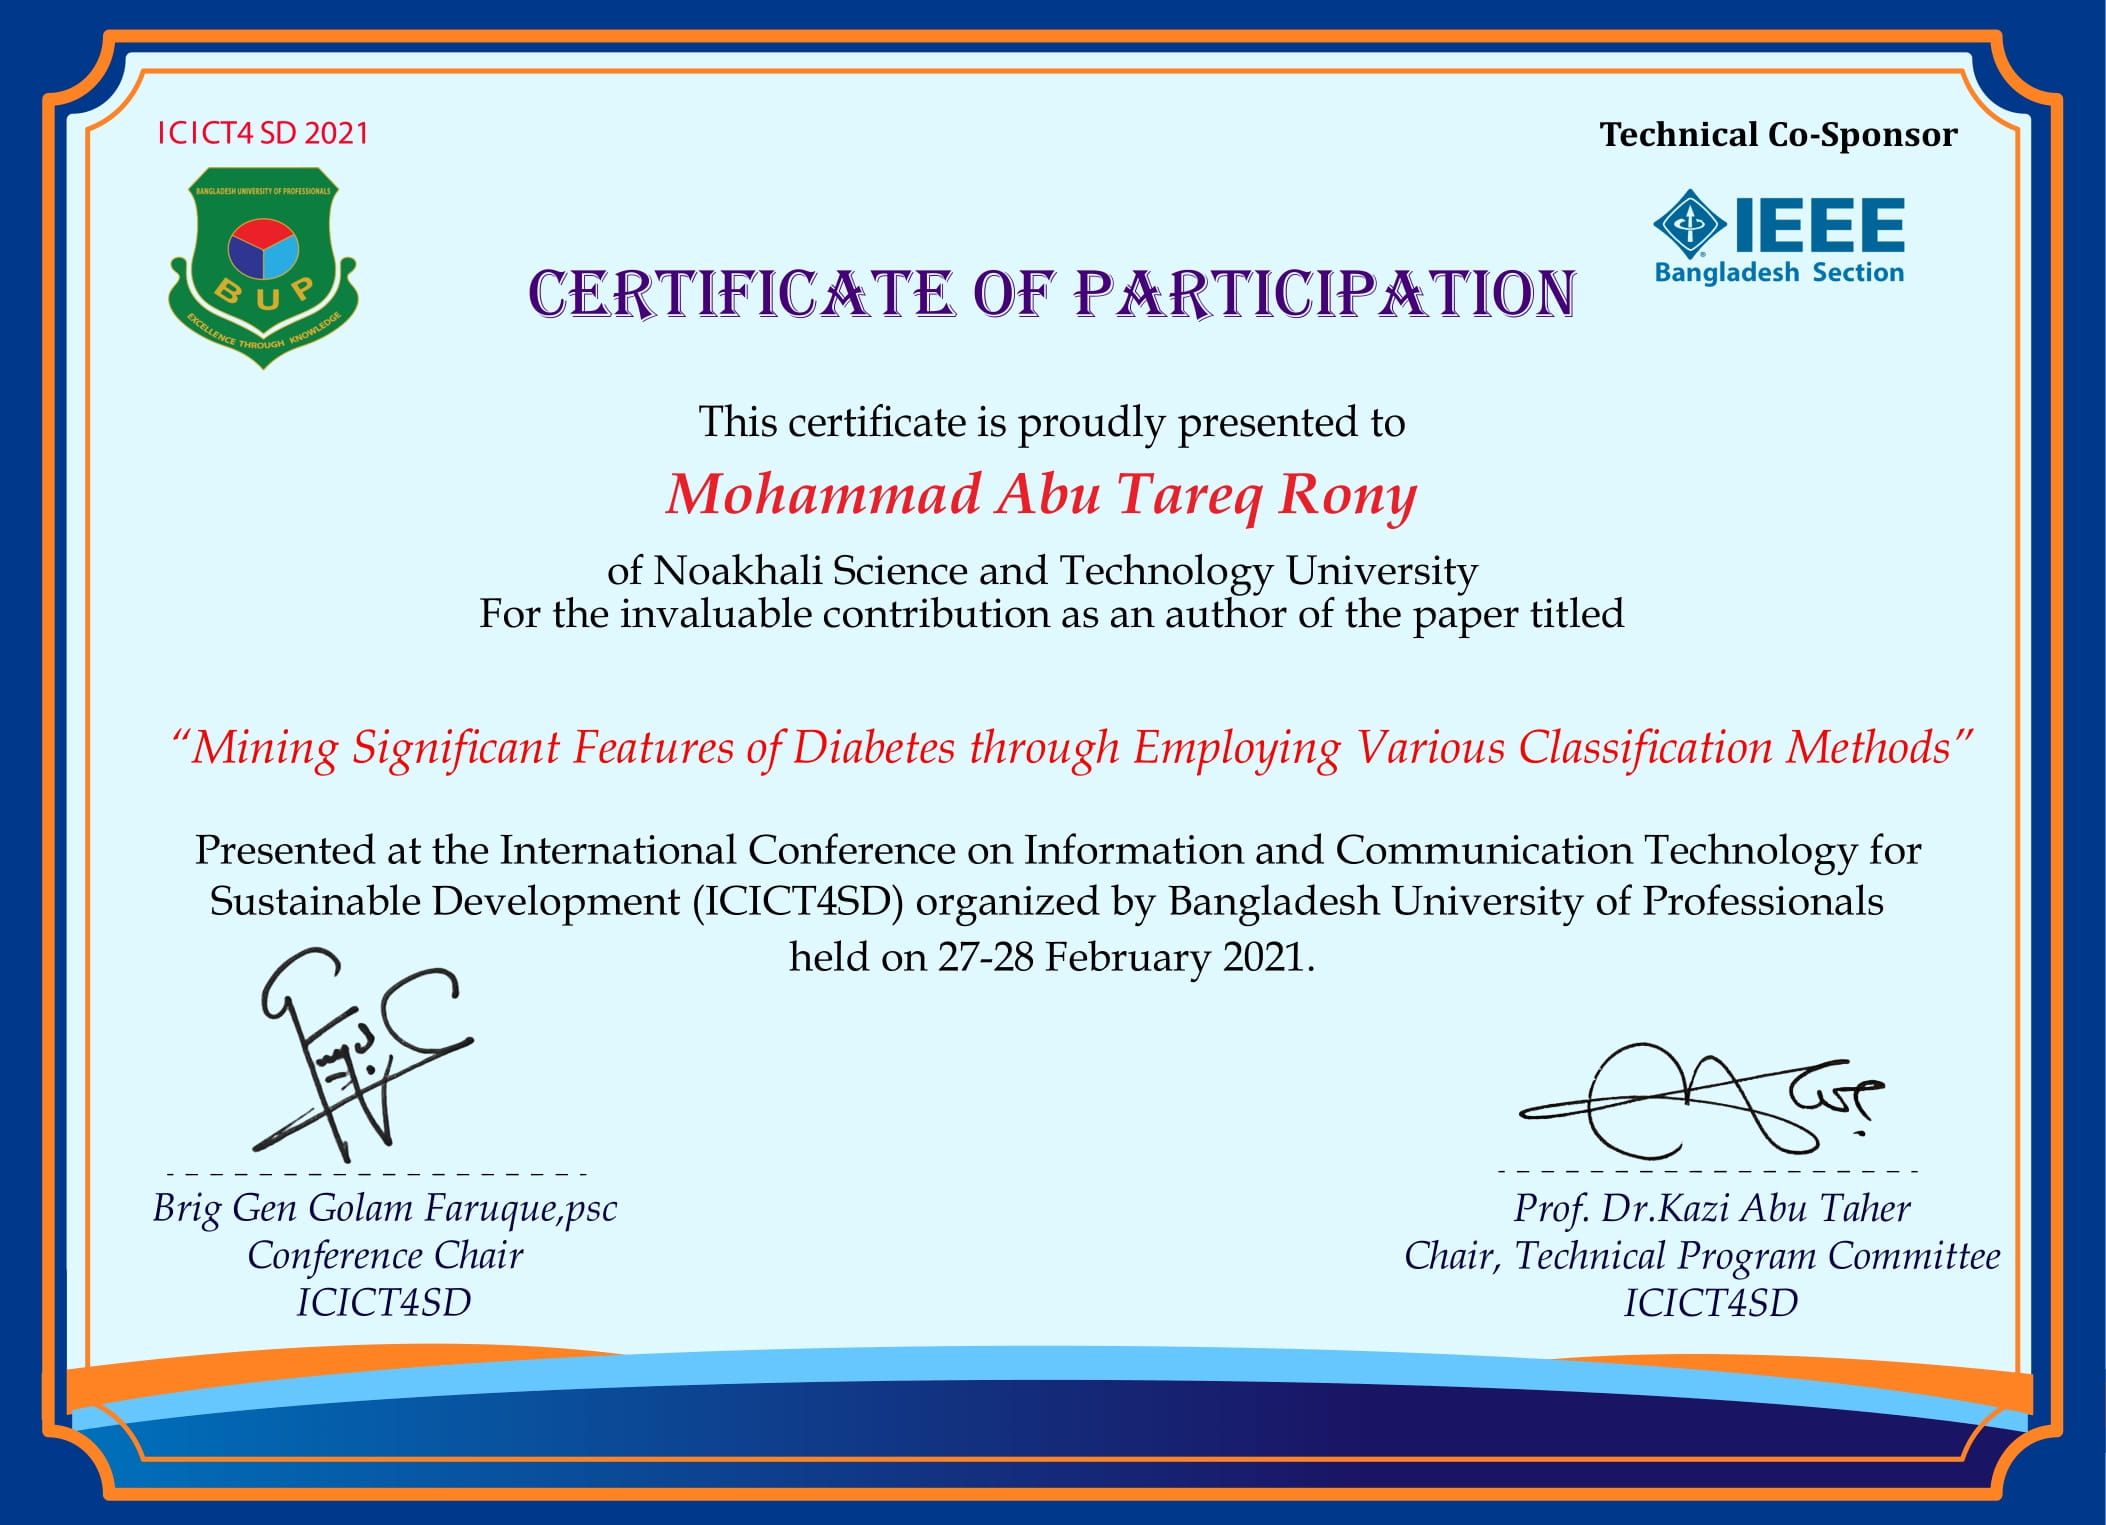 ICICT4 SD 2021
BANGLADESH UNIVERSITY OF PROFESSIONALS
BUP
EXCELLENCE THROUGH KNOWLEDGE
Technical Co-Sponsor
IEEE
Bangladesh Section
CERTIFICATE OF PARTICIPATION
This certificate is proudly presented to
Mohammad Abu Tareq Rony
of Noakhali Science and Technology University
For the invaluable contribution as an author of the paper titled
“Mining Significant Features of Diabetes through Employing Various Classification Methods”
Presented at the International Conference on Information and Communication Technology for
Sustainable Development (ICICT4SD) organized by Bangladesh University of Professionals
held on 27-28 February 2021.
Brig Gen Golam Faruque,psc
Conference Chair
ICICT4SD
Prof. Dr.Kazi Abu Taher
Chair, Technical Program Committee
ICICT4SD